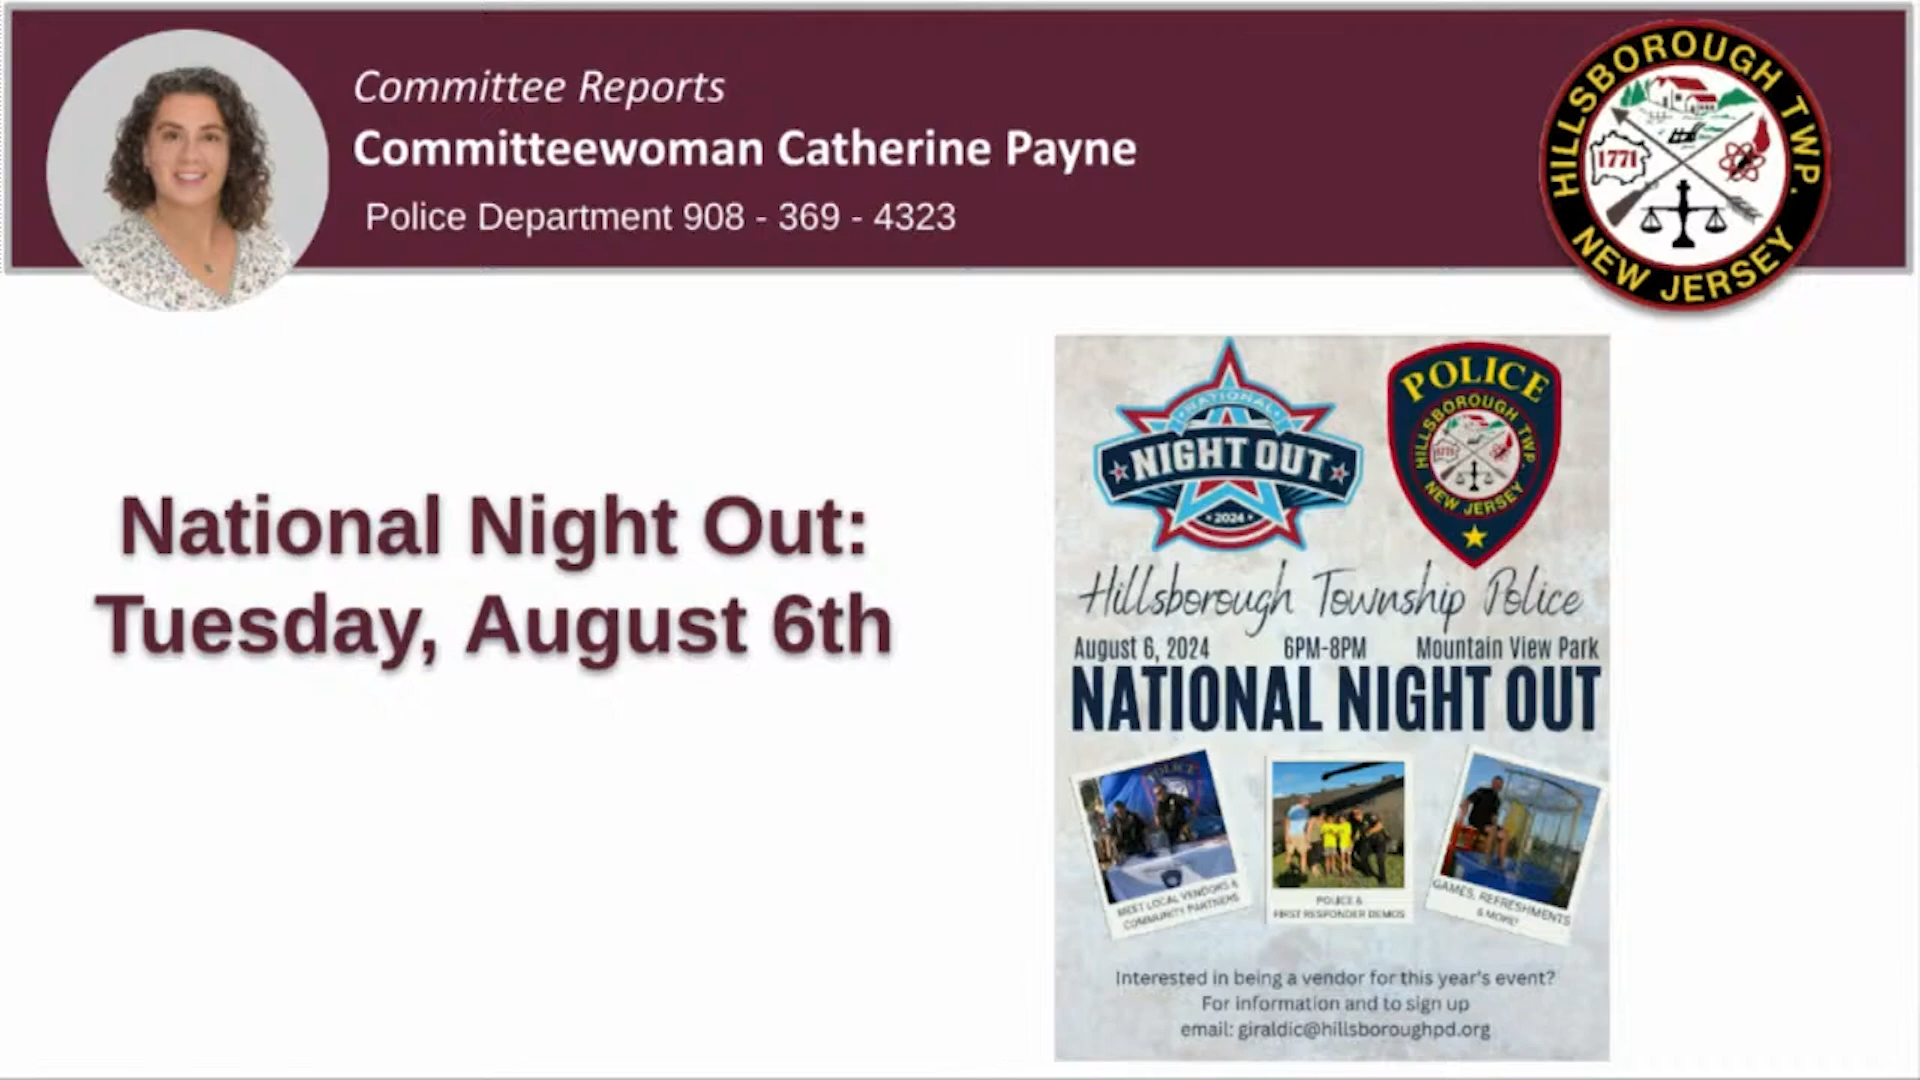 Committee Reports
Committeewoman Catherine Payne
Police Department 908 - 369 - 4323
HILLSBOROUGH TWP.
1771
NEW JERSEY
National Night Out:
Tuesday, August 6th
NATIONAL
NIGHT OUT
2024
POLICE
HILLSBOROUGH TWP.
1771
NEW JERSEY
Hillsborough Township Police
August 6, 2024 6PM-8PM Mountain View Park
NATIONAL NIGHT OUT
POLICE
MEET LOCAL VENDORS &
COMMUNITY PARTNERS
POLICE &
FIRST RESPONDER DEMOS
GAMES, REFRESHMENTS
& MORE!
Interested in being a vendor for this year's event?
For information and to sign up
email: giraldic@hillsboroughpd.org